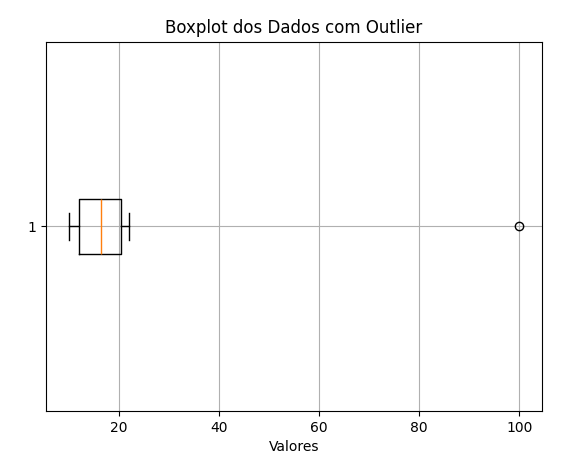 Boxplot dos Dados com Outlier
1
20 40 60 80 100
Valores